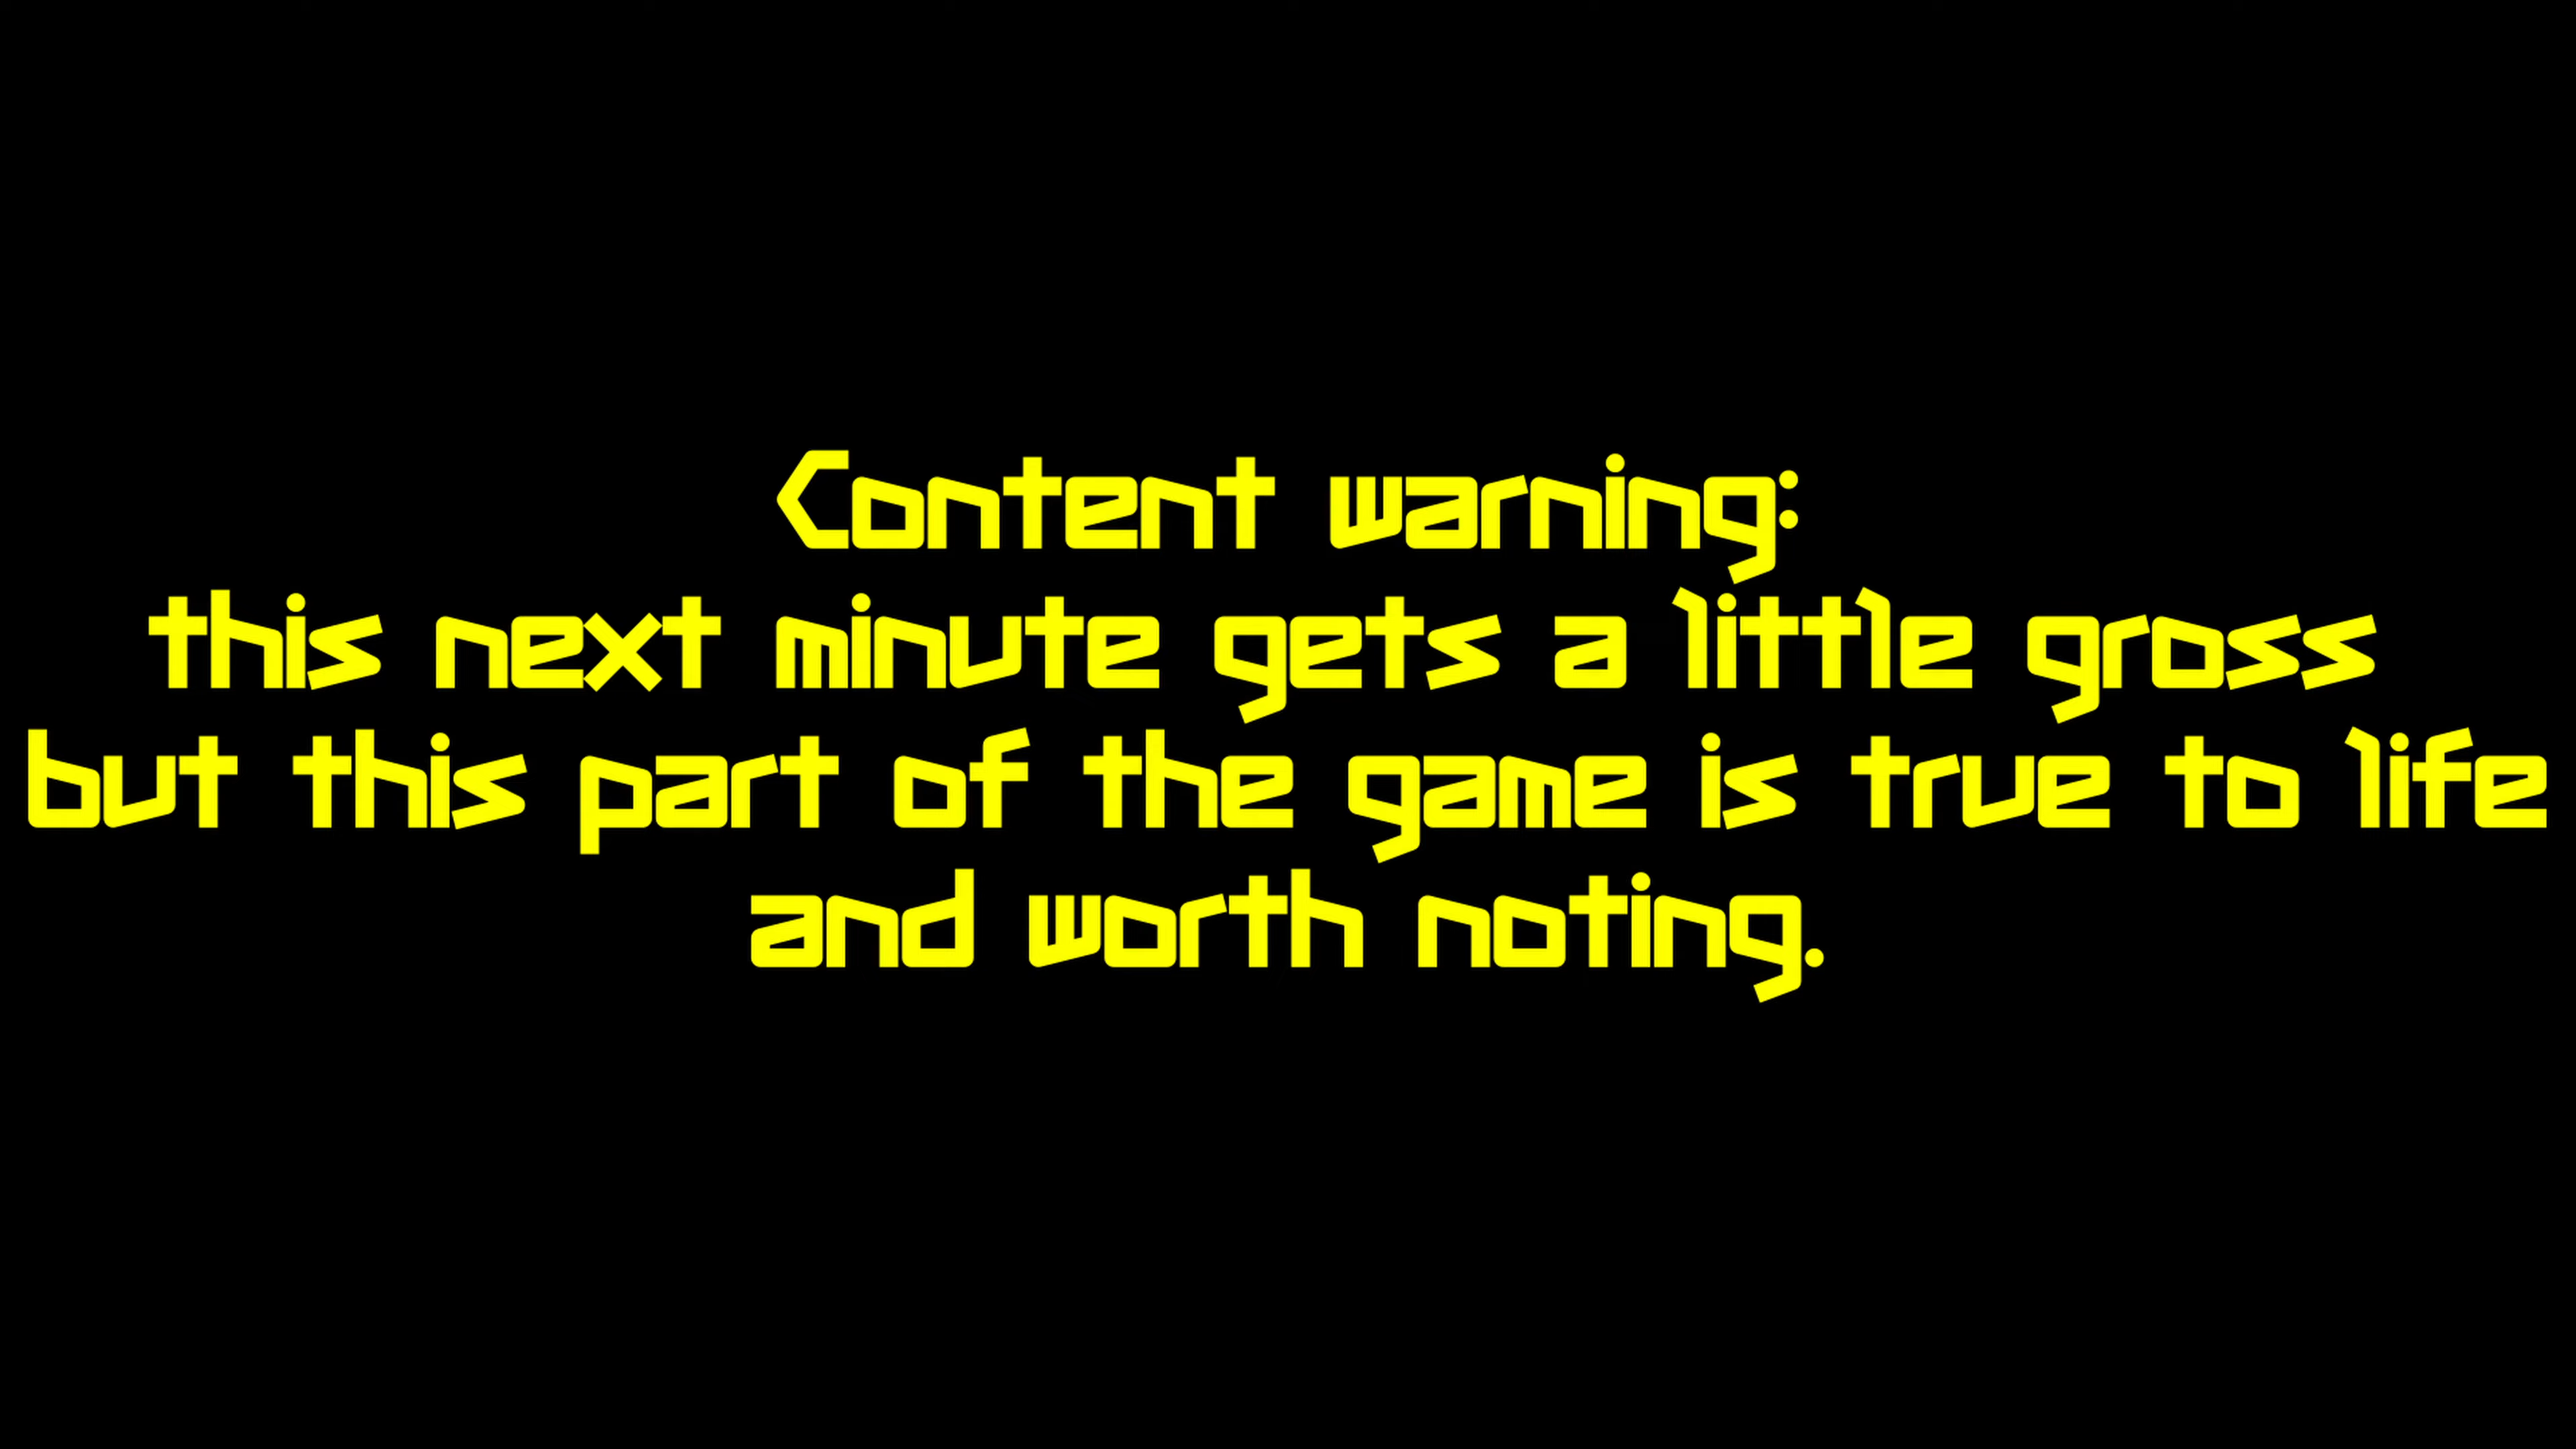 Content warning:
this next minute gets a little gross
but this part of the game is true to life
and worth noting.